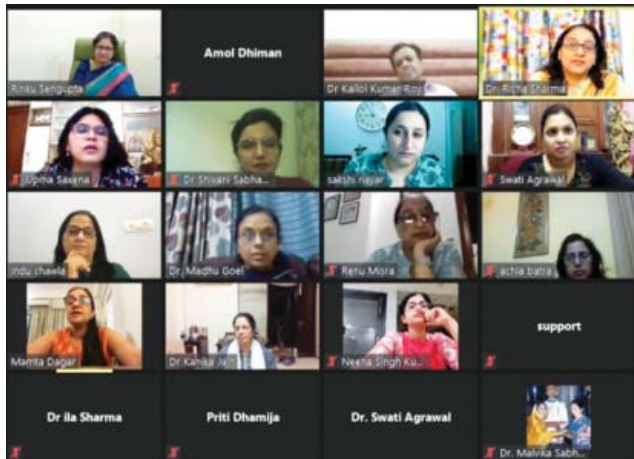 Rinku Sengupta
Amol Dhiman
Dr Kallol Kumar Roy
Dr. Richa Sharma
Upma Saxena
Dr Shivani Sabha...
sakshi nayar
Swati Agrawal
indu chawla
Dr. Madhu Goel
Renu Misra
achla batra
Mamta Dagar
Dr Kanika Ja
Neena Singh Ku...
support
Dr ila Sharma
Priti Dhamija
Dr. Swati Agrawal
Dr. Malvika Sabh...